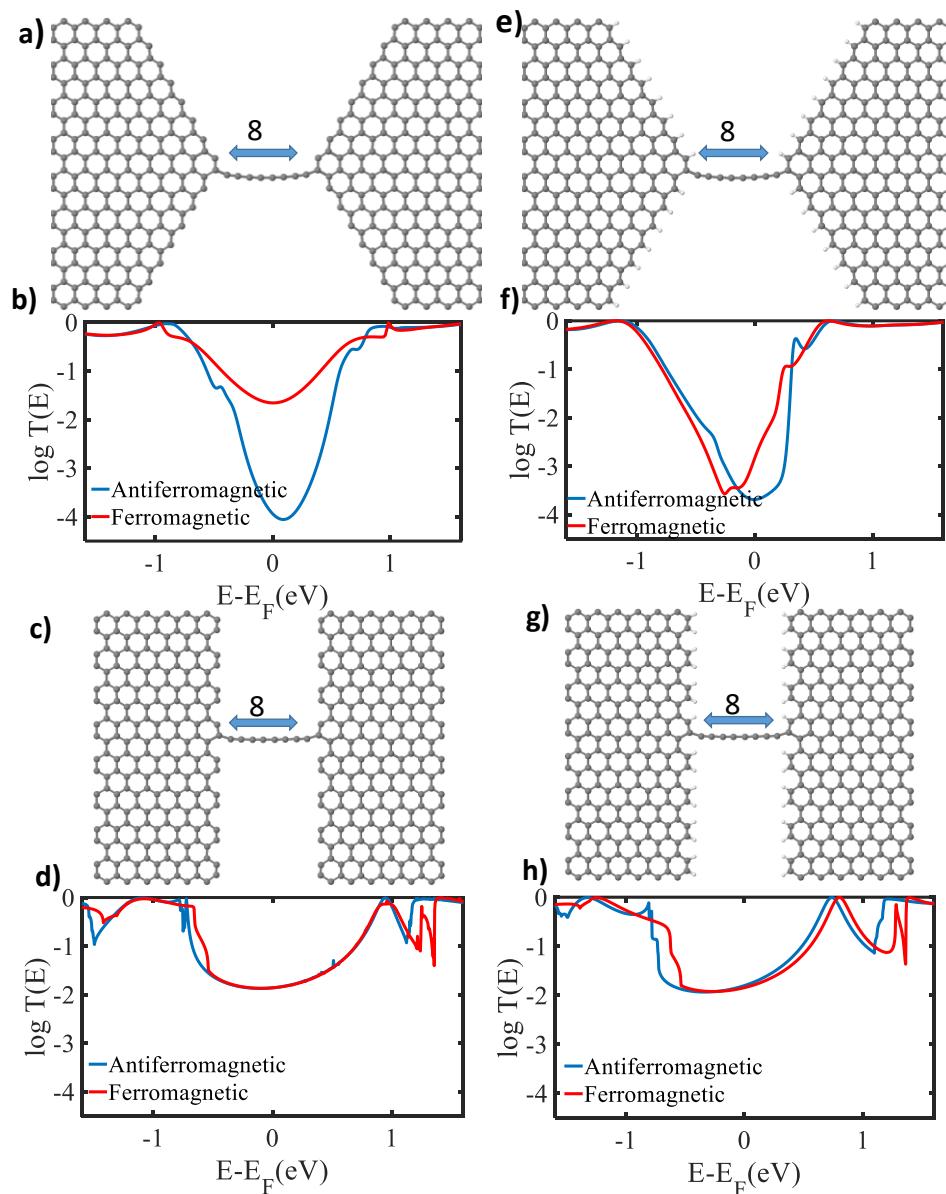 a)
8
b)
0
-1
-2
-3
-4
log T(E)
Antiferromagnetic
Ferromagnetic
-1 0 1
E-E_F(eV)
c)
8
d)
0
-1
-2
-3
-4
log T(E)
Antiferromagnetic
Ferromagnetic
-1 0 1
E-E_F(eV)
e)
8
f)
0
-1
-2
-3
-4
log T(E)
Antiferromagnetic
Ferromagnetic
-1 0 1
E-E_F(eV)
g)
8
h)
0
-1
-2
-3
-4
log T(E)
Antiferromagnetic
Ferromagnetic
-1 0 1
E-E_F(eV)